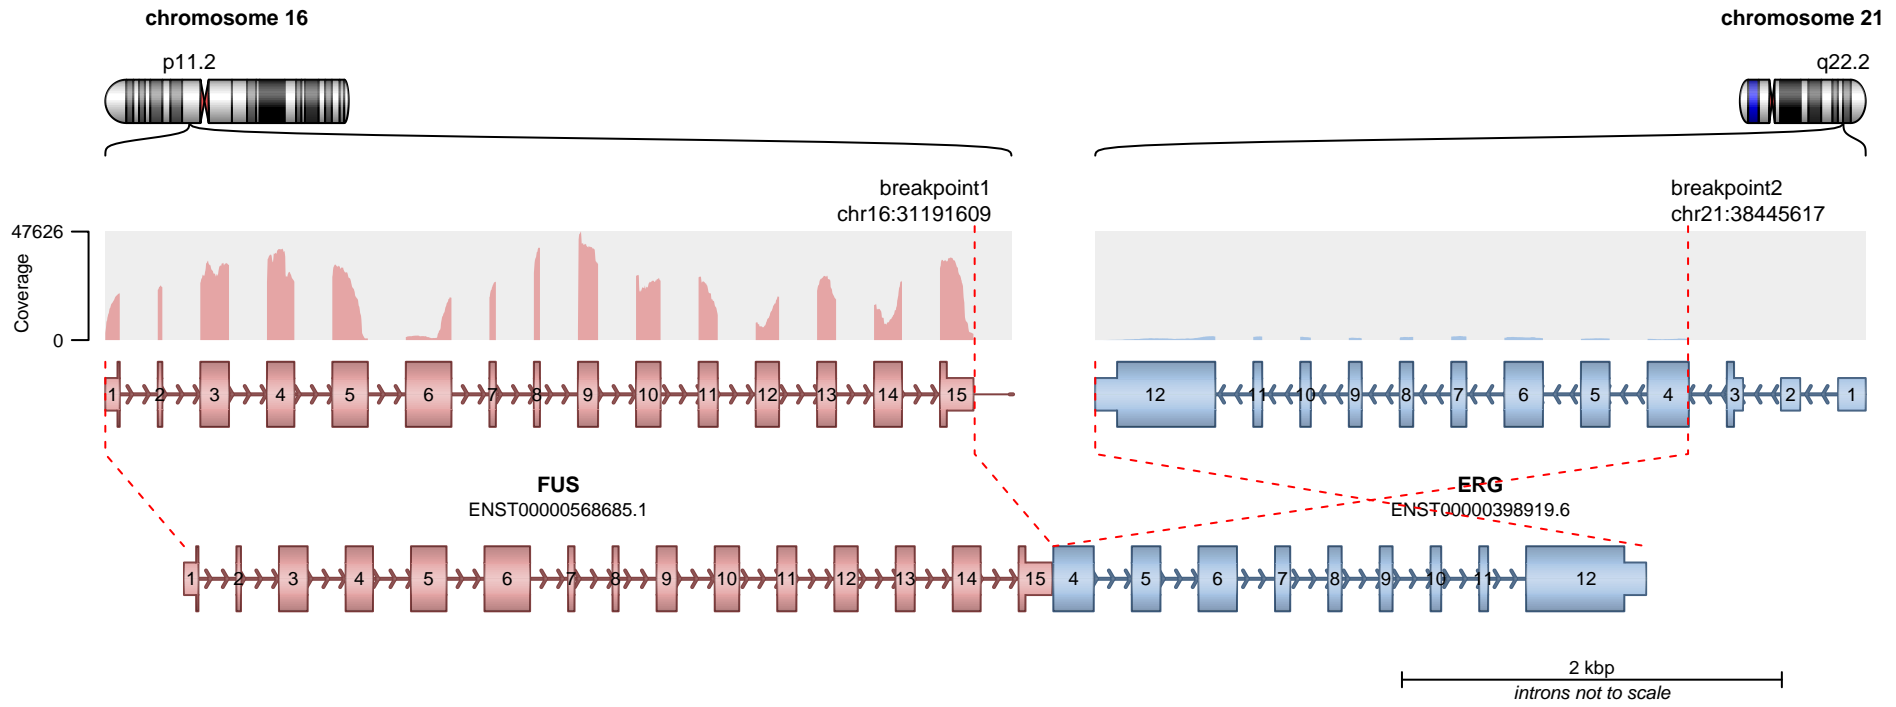 chromosome 16
chromosome 21
p11.2
q22.2
breakpoint1
chr16:31191609
breakpoint2
chr21:38445617
47626
Coverage
0
1 2 3 4 5 6 7 8 9 10 11 12 13 14 15
12 11 10 9 8 7 6 5 4 3 2 1
FUS
ENST00000568685.1
ERG
ENST00000398919.6
1 2 3 4 5 6 7 8 9 10 11 12 13 14 15 4 5 6 7 8 9 10 11 12
2 kbp
introns not to scale